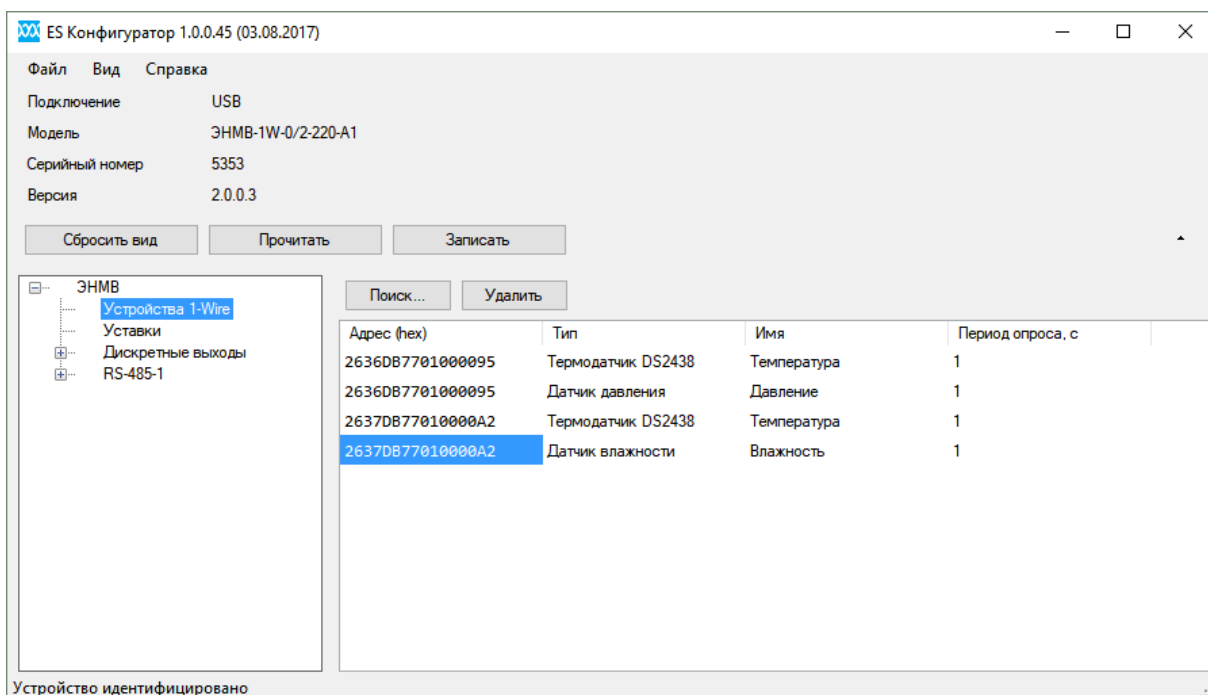 ES Конфигуратор 1.0.0.45 (03.08.2017)
Файл Вид Справка
Подключение USB
Модель ЭНМВ-1W-0/2-220-A1
Серийный номер 5353
Версия 2.0.0.3
Сбросить вид Прочитать Записать
ЭНМВ
Устройства 1-Wire
Уставки
Дискретные выходы
RS-485-1
Поиск... Удалить
Адрес (hex) Тип Имя Период опроса, с
2636DB7701000095 Термодатчик DS2438 Температура 1
2636DB7701000095 Датчик давления Давление 1
2637DB77010000A2 Термодатчик DS2438 Температура 1
2637DB77010000A2 Датчик влажности Влажность 1
Устройство идентифицировано